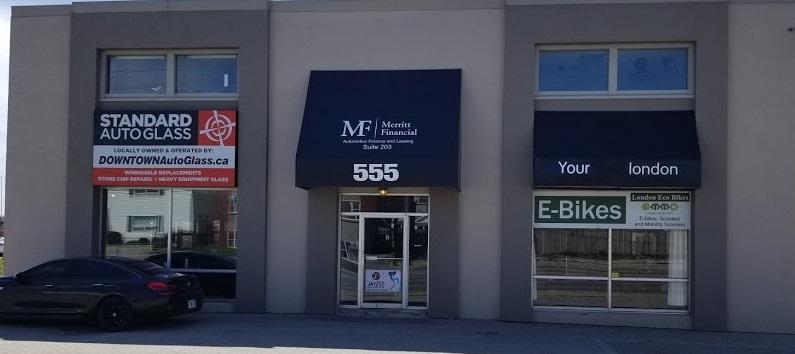 STANDARD
AUTO GLASS
LOCALLY OWNED & OPERATED BY:
DOWNTOWNAutoGlass.ca
WINDSHIELD REPLACEMENTS
STONE CHIP REPAIRS • HEAVY EQUIPMENT GLASS
MF Merritt
Financial
Automotive Finance and Leasing
Suite 203
555
JAYZEE
Your london
E-Bikes
London Eco Bikes
E-bikes, Scooters
and Mobility Scooters